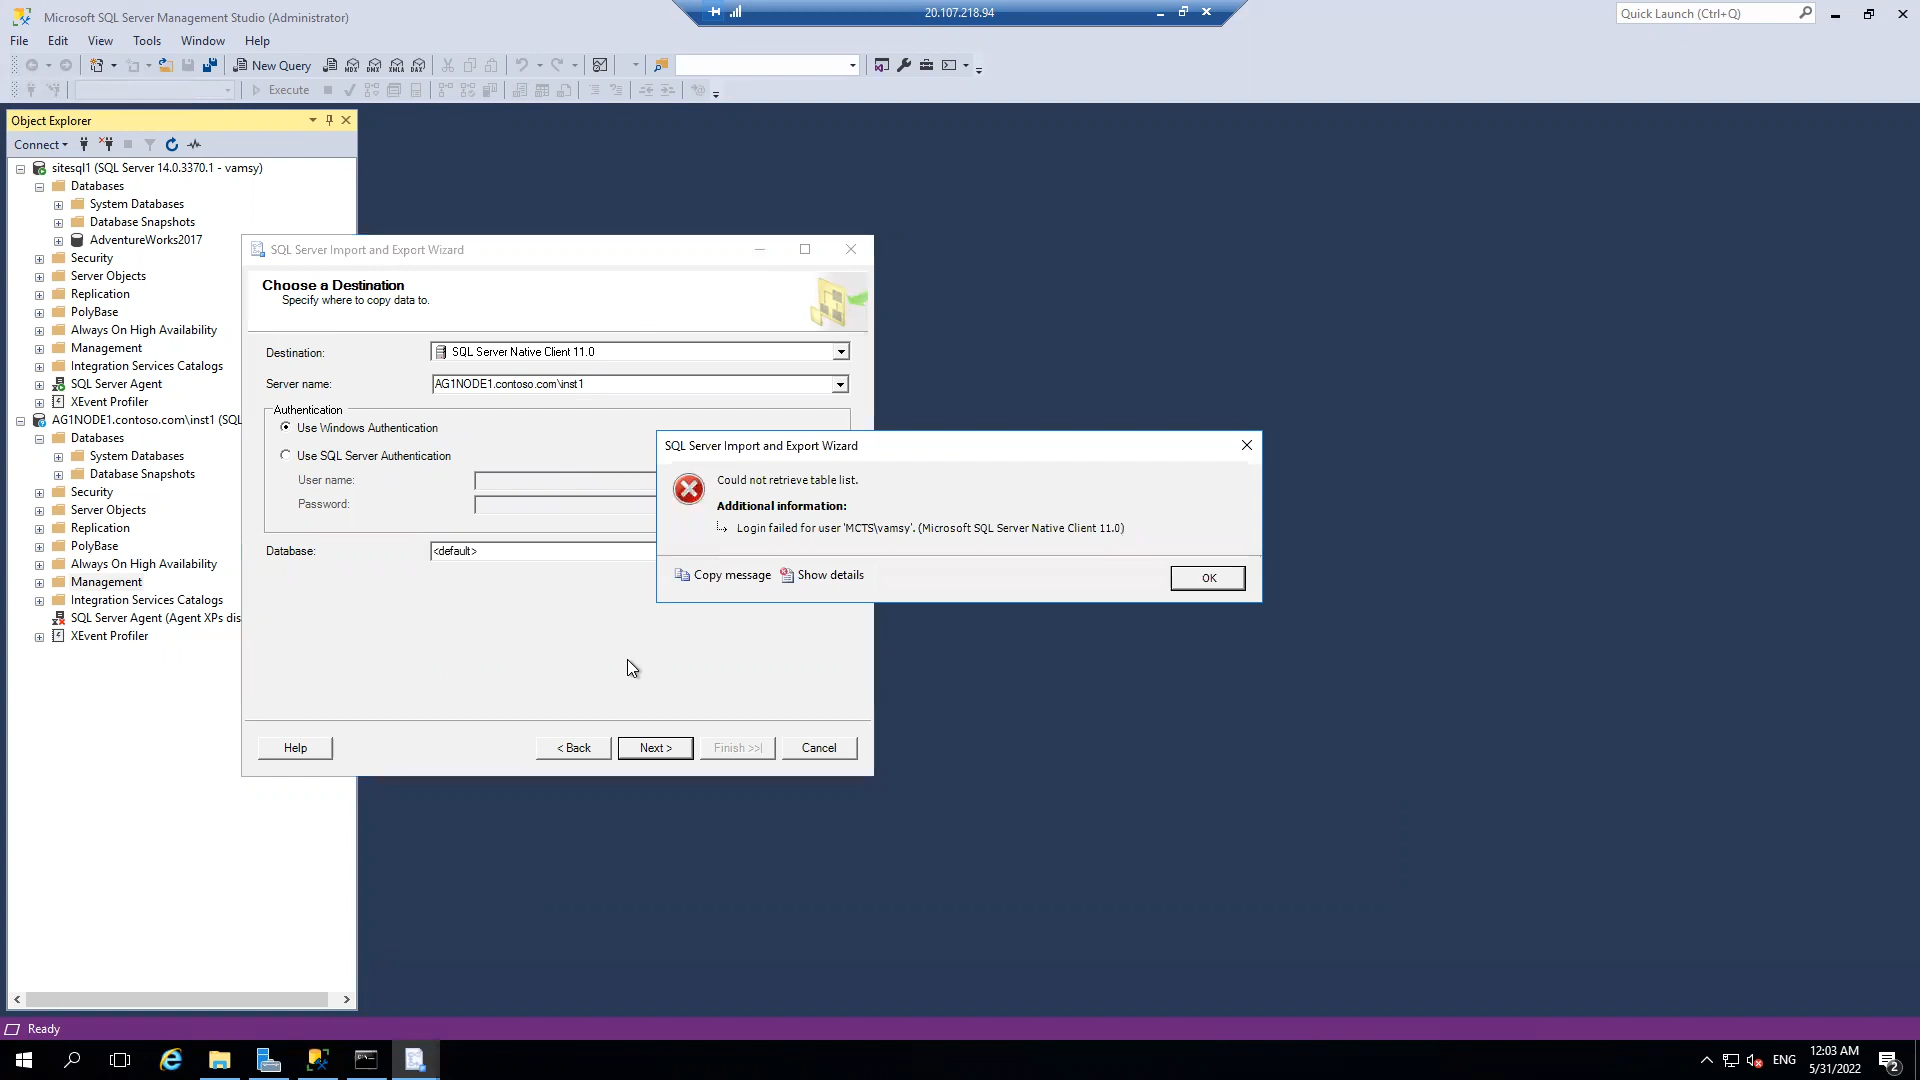 Microsoft SQL Server Management Studio (Administrator)
20.107.218.94
Quick Launch (Ctrl+Q)
File Edit View Tools Window Help
New Query
MDX DMX XMLA DAX
Execute
Object Explorer
Connect
sitesql1 (SQL Server 14.0.3370.1 - vamsy)
Databases
System Databases
Database Snapshots
AdventureWorks2017
Security
Server Objects
Replication
PolyBase
Always On High Availability
Management
Integration Services Catalogs
SQL Server Agent
XEvent Profiler
AG1NODE1.contoso.com\inst1 (SQL
Databases
System Databases
Database Snapshots
Security
Server Objects
Replication
PolyBase
Always On High Availability
Management
Integration Services Catalogs
SQL Server Agent (Agent XPs dis
XEvent Profiler
SQL Server Import and Export Wizard
Choose a Destination
Specify where to copy data to.
Destination: SQL Server Native Client 11.0
Server name: AG1NODE1.contoso.com\inst1
Authentication
Use Windows Authentication
Use SQL Server Authentication
User name:
Password:
Database: <default>
Help < Back Next > Finish >>| Cancel
SQL Server Import and Export Wizard
Could not retrieve table list.
Additional information:
Login failed for user 'MCTS\vamsy'. (Microsoft SQL Server Native Client 11.0)
Copy message Show details OK
Ready
ENG
12:03 AM
5/31/2022
2